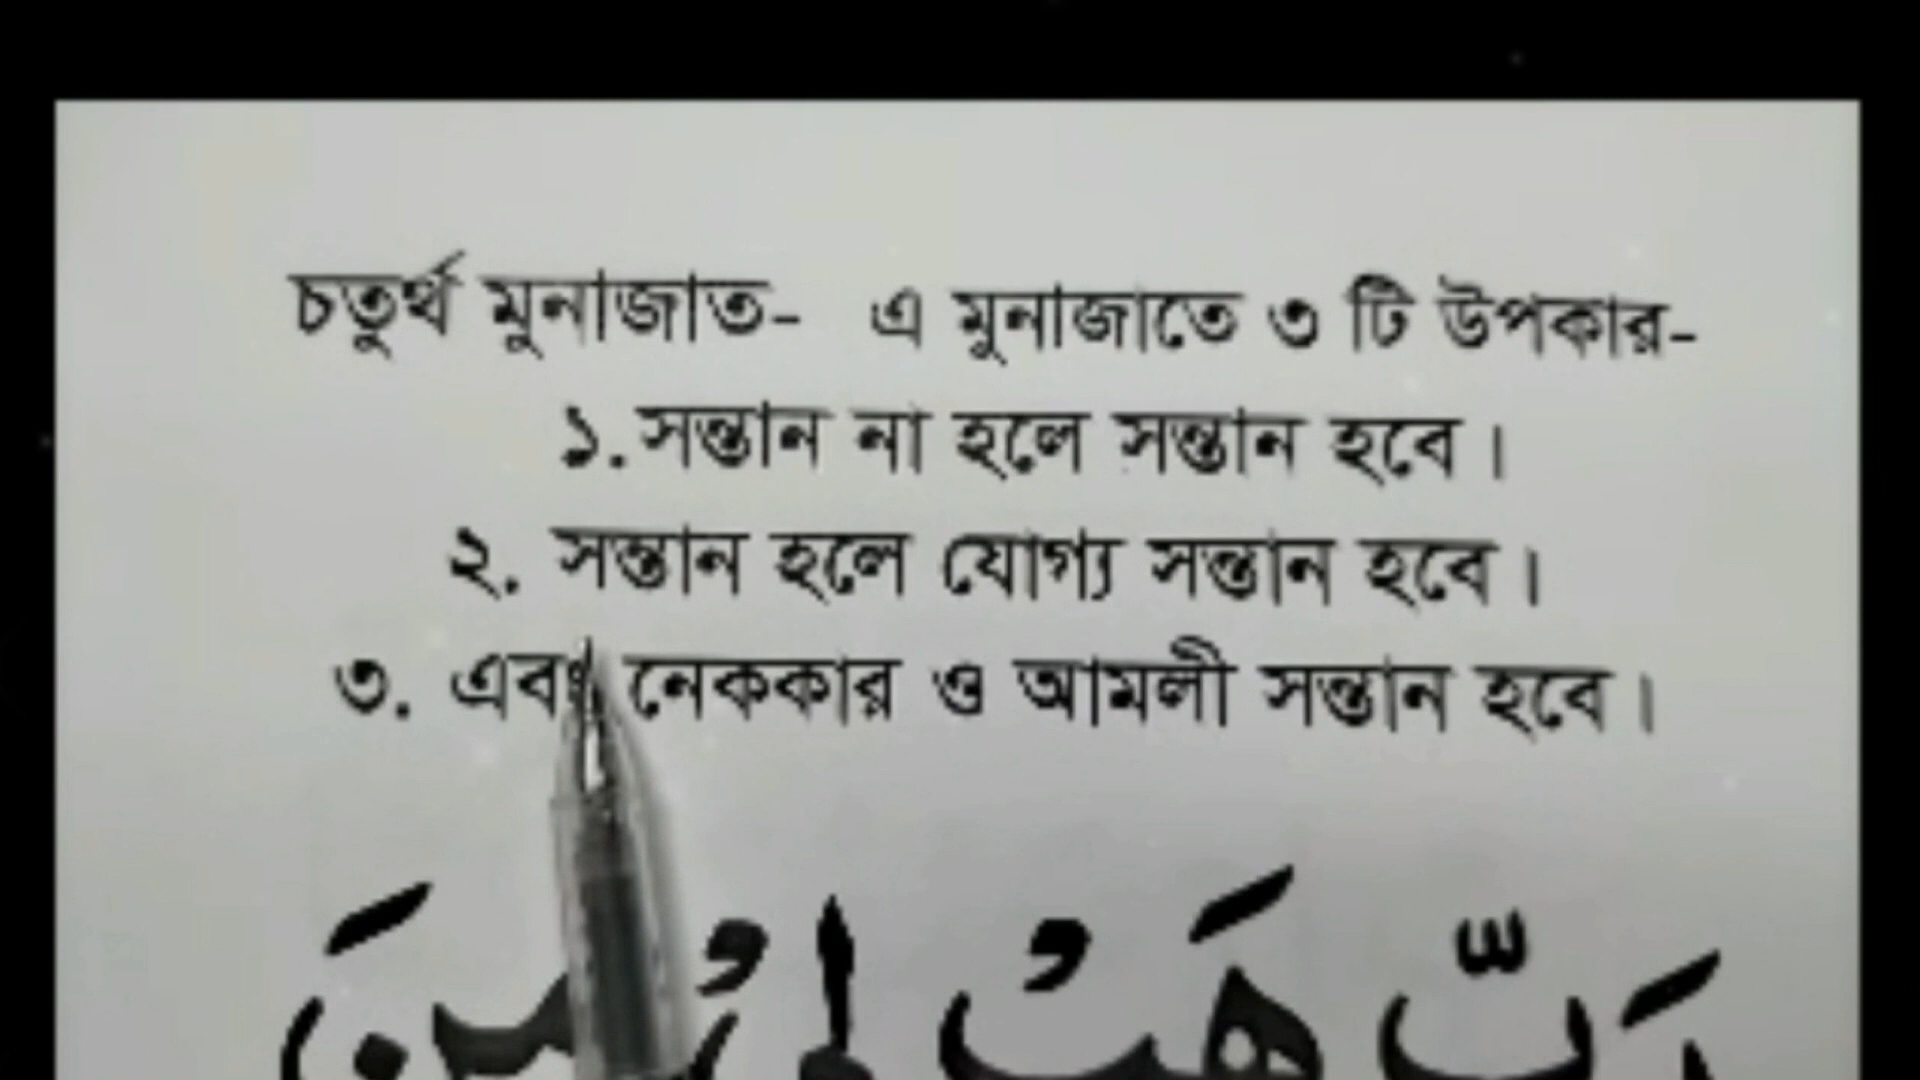 চতুর্থ মুনাজাত- এ মুনাজাতে ৩ টি উপকার-
১.সন্তান না হলে সন্তান হবে।
২. সন্তান হলে যোগ্য সন্তান হবে।
৩. এবং নেককার ও আমলী সন্তান হবে।
رَبِّ هَبْ لِيْ مِنَ